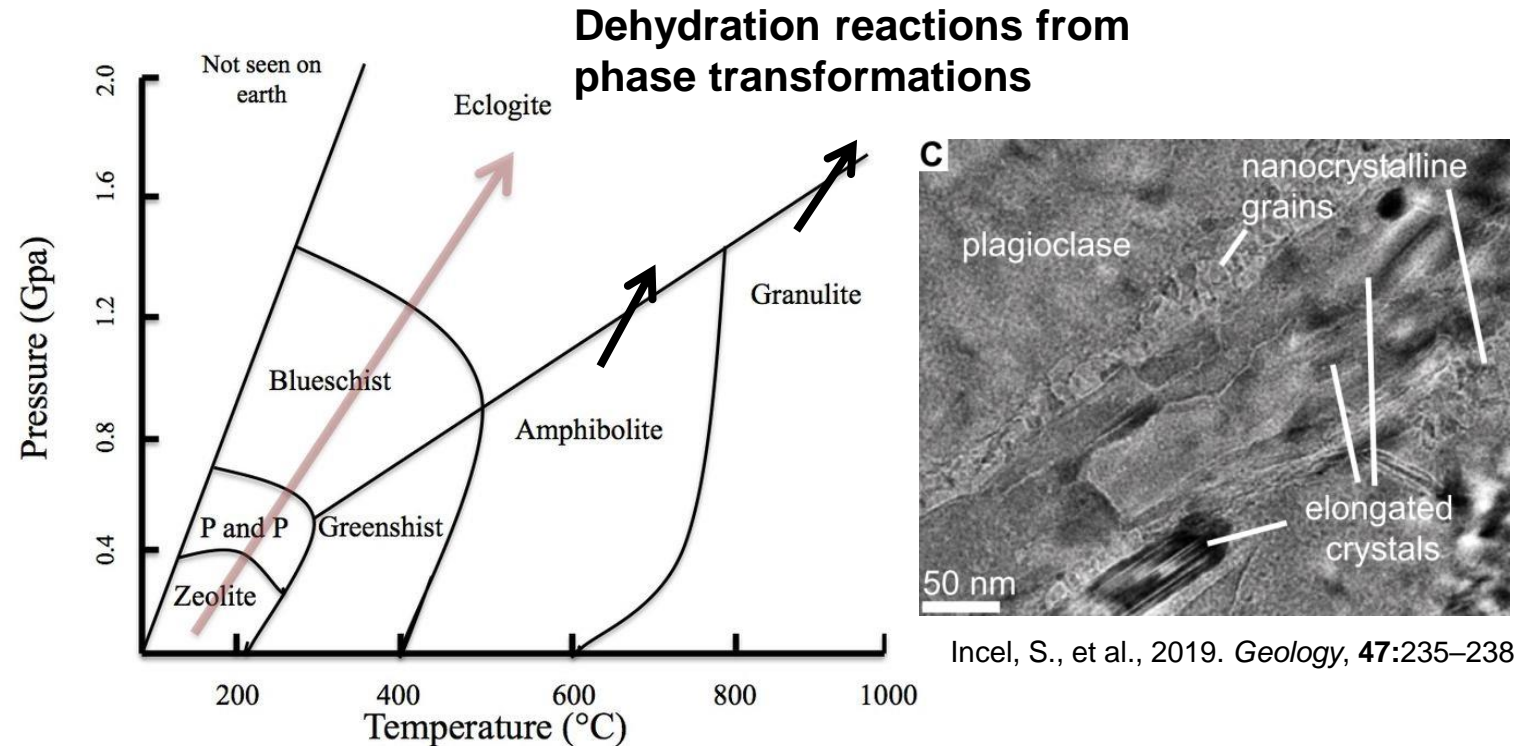 Dehydration reactions from
phase transformations
Not seen on
earth
Eclogite
Blueschist
Granulite
Amphibolite
P and P
Greenshist
Zeolite
Pressure (Gpa)
2.0
1.6
1.2
0.8
0.4
200
400
600
800
1000
Temperature (°C)
C
nanocrystalline
grains
plagioclase
elongated
crystals
50 nm
Incel, S., et al., 2019. Geology, 47:235–238